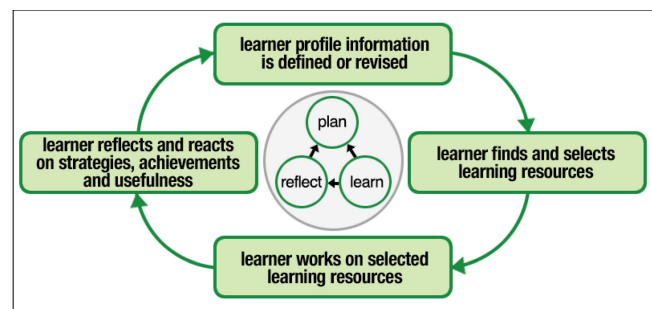 learner profile information
is defined or revised
learner reflects and reacts
on strategies, achievements
and usefulness
plan
reflect
learn
learner finds and selects
learning resources
learner works on selected
learning resources